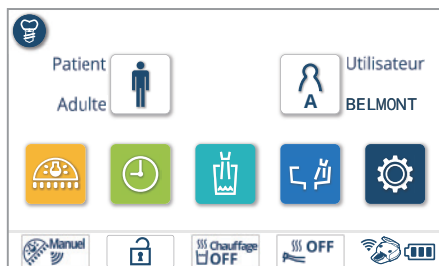 Patient
Adulte
Utilisateur
A
BELMONT
Manuel
Chauffage
OFF
OFF